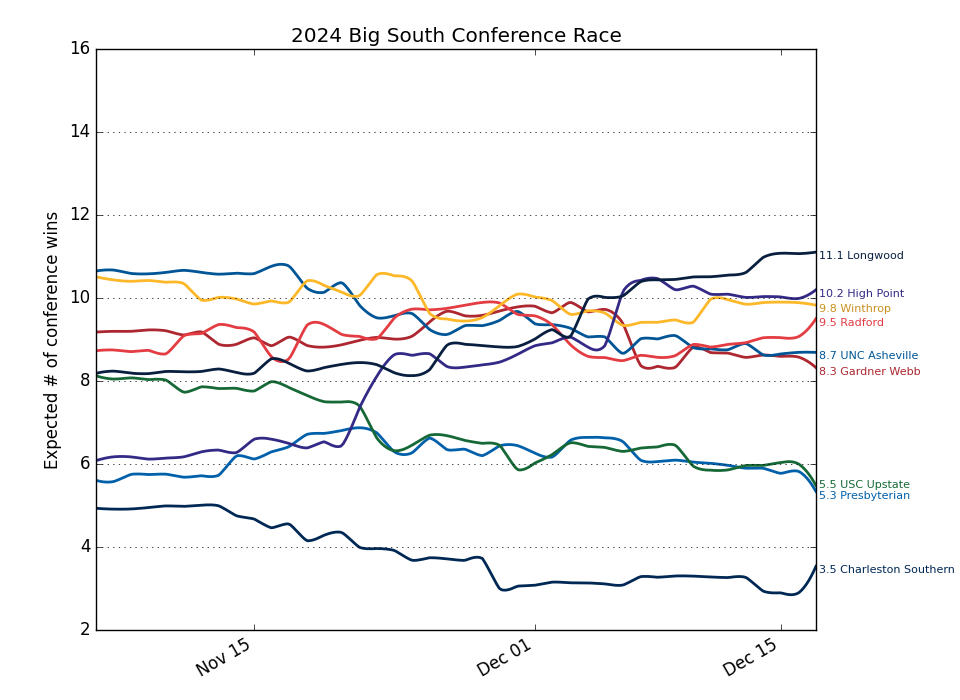 2024 Big South Conference Race
Expected # of conference wins
16
14
12
10
8
6
4
2
11.1 Longwood
10.2 High Point
9.8 Winthrop
9.5 Radford
8.7 UNC Asheville
8.3 Gardner Webb
5.5 USC Upstate
5.3 Presbyterian
3.5 Charleston Southern
Nov 15
Dec 01
Dec 15